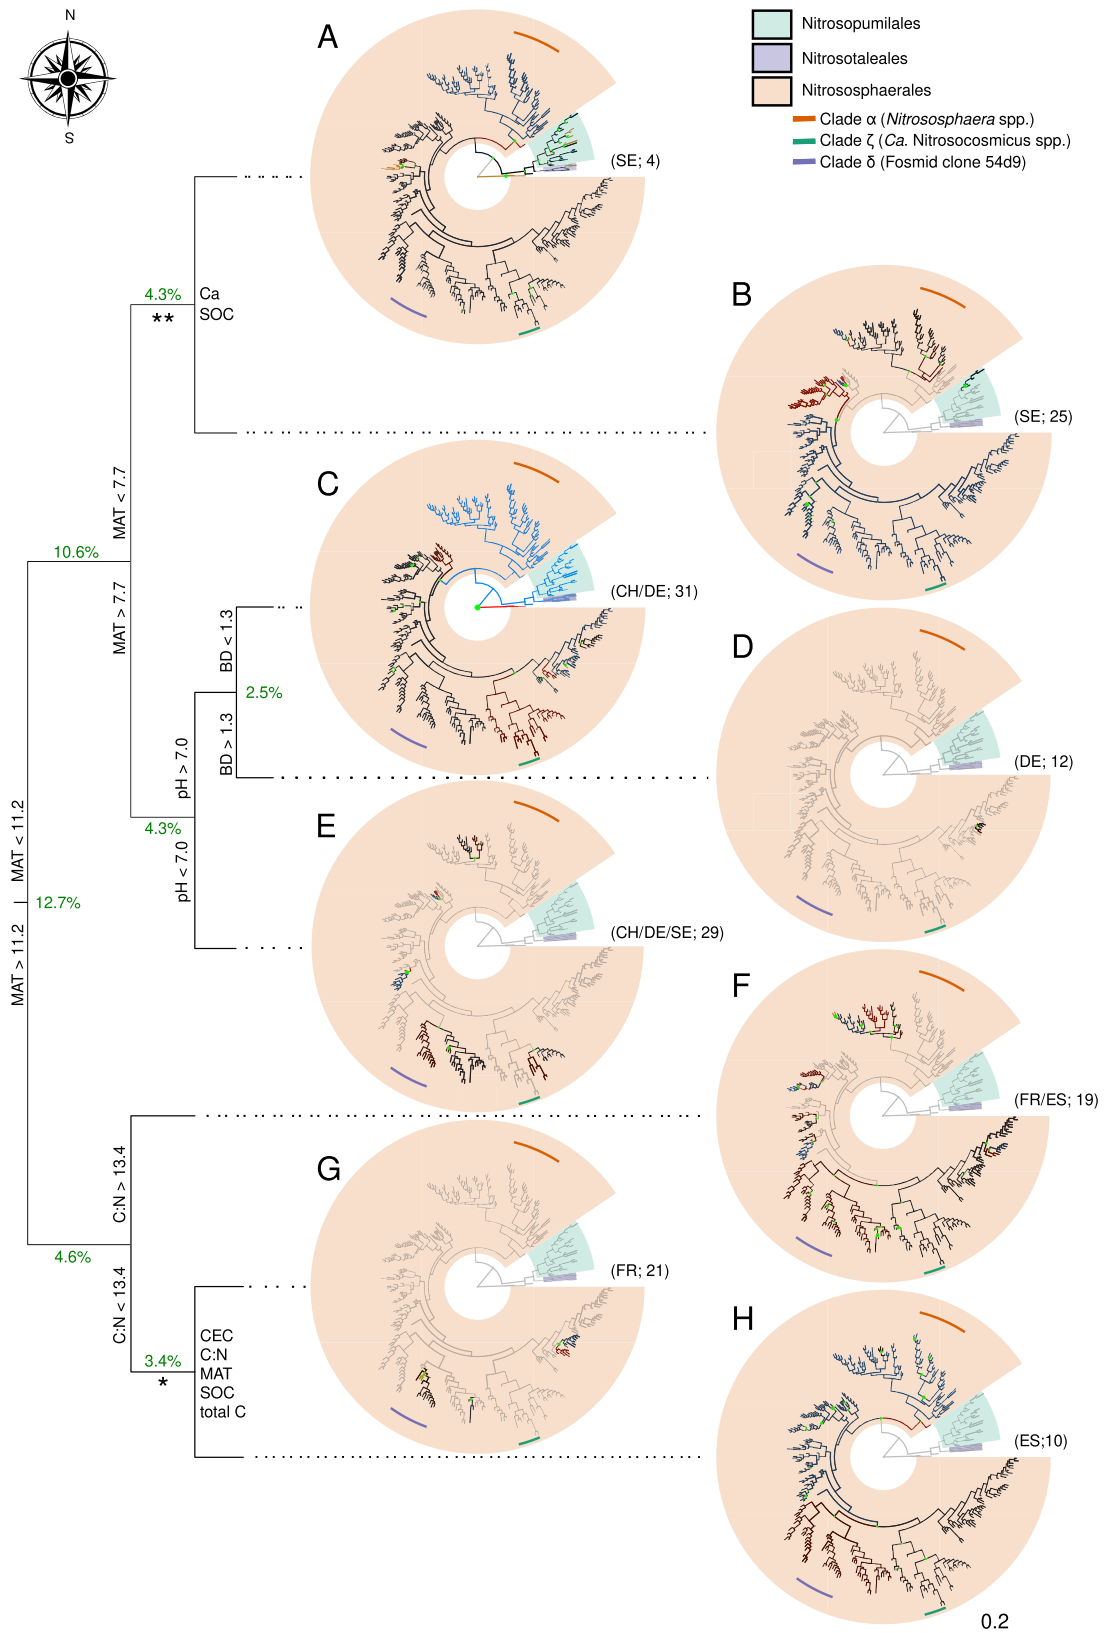 N
S
A
Nitrosopumilales
Nitrosotaleales
Nitrososphaerales
Clade α (Nitrososphaera spp.)
Clade ζ (Ca. Nitrosocosmicus spp.)
Clade δ (Fosmid clone 54d9)
(SE; 4)
4.3%
**
Ca
SOC
B
(SE; 25)
MAT < 7.7
10.6%
MAT > 7.7
C
(CH/DE; 31)
BD < 1.3
2.5%
BD > 1.3
D
(DE; 12)
pH > 7.0
4.3%
pH < 7.0
E
(CH/DE/SE; 29)
MAT < 11.2
12.7%
MAT > 11.2
F
(FR/ES; 19)
C:N > 13.4
4.6%
C:N < 13.4
G
(FR; 21)
3.4%
*
CEC
C:N
MAT
SOC
total C
H
(ES;10)
0.2